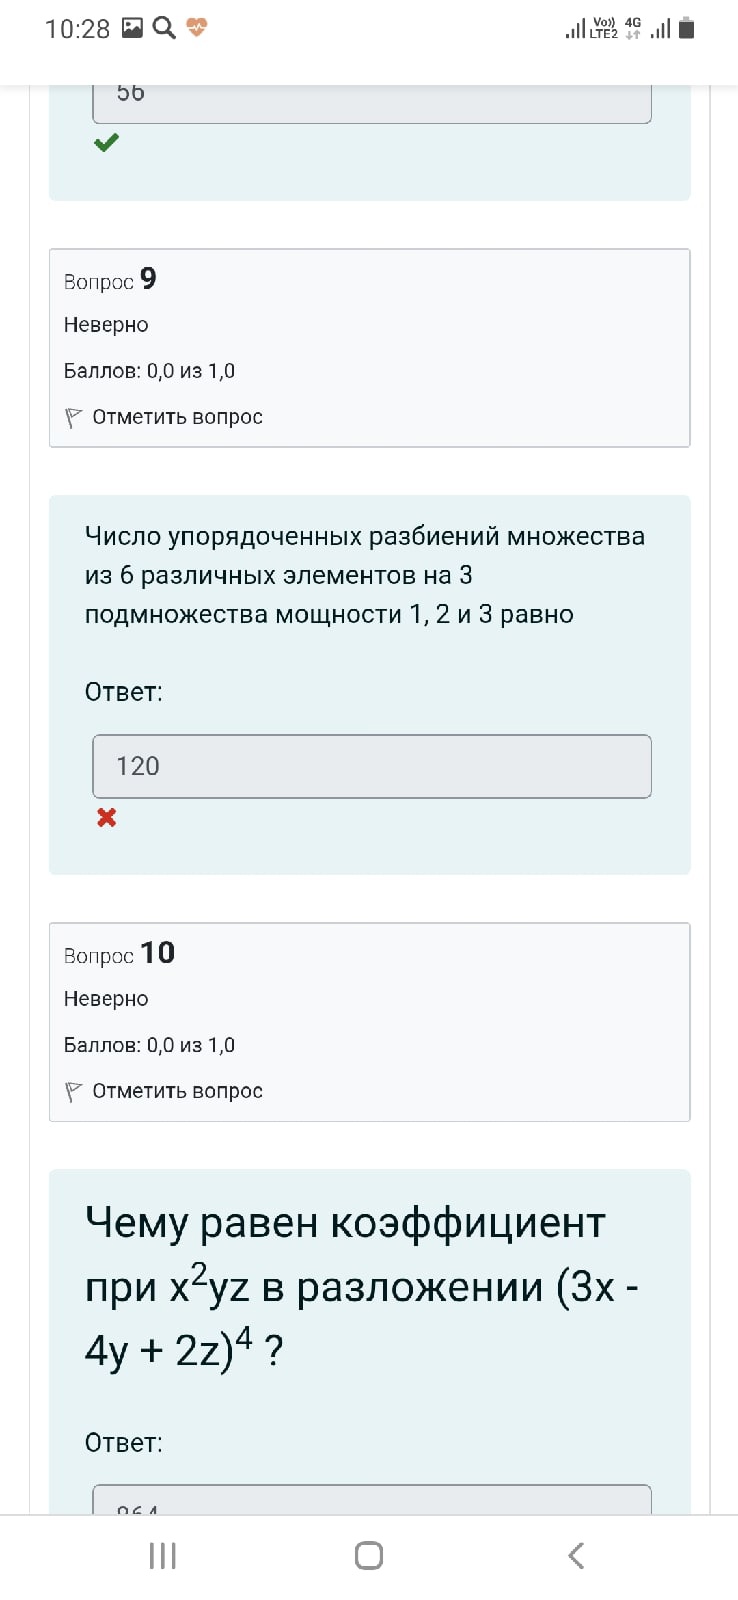 10:28 Vo)) 4G
LTE2
56
Вопрос 9
Неверно
Баллов: 0,0 из 1,0
Отметить вопрос
Число упорядоченных разбиений множества
из 6 различных элементов на 3
подмножества мощности 1, 2 и 3 равно
Ответ:
120
Вопрос 10
Неверно
Баллов: 0,0 из 1,0
Отметить вопрос
Чему равен коэффициент
при x²yz в разложении (3x -
4y + 2z)⁴ ?
Ответ: